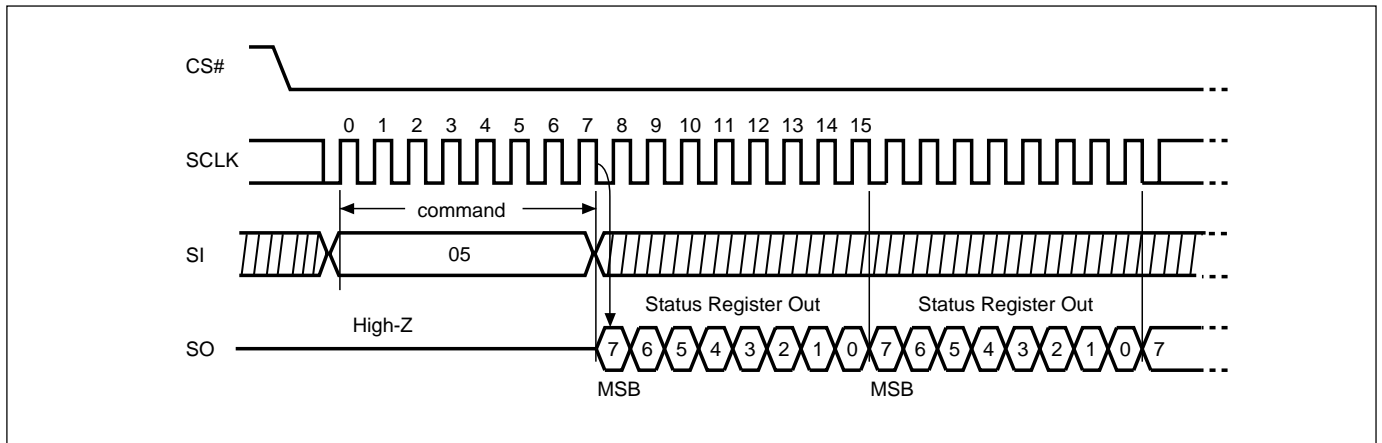 CS#
0 1 2 3 4 5 6 7 8 9 10 11 12 13 14 15
SCLK
command
SI
05
Status Register Out Status Register Out
High-Z
SO
7 6 5 4 3 2 1 0 7 6 5 4 3 2 1 0 7
MSB MSB